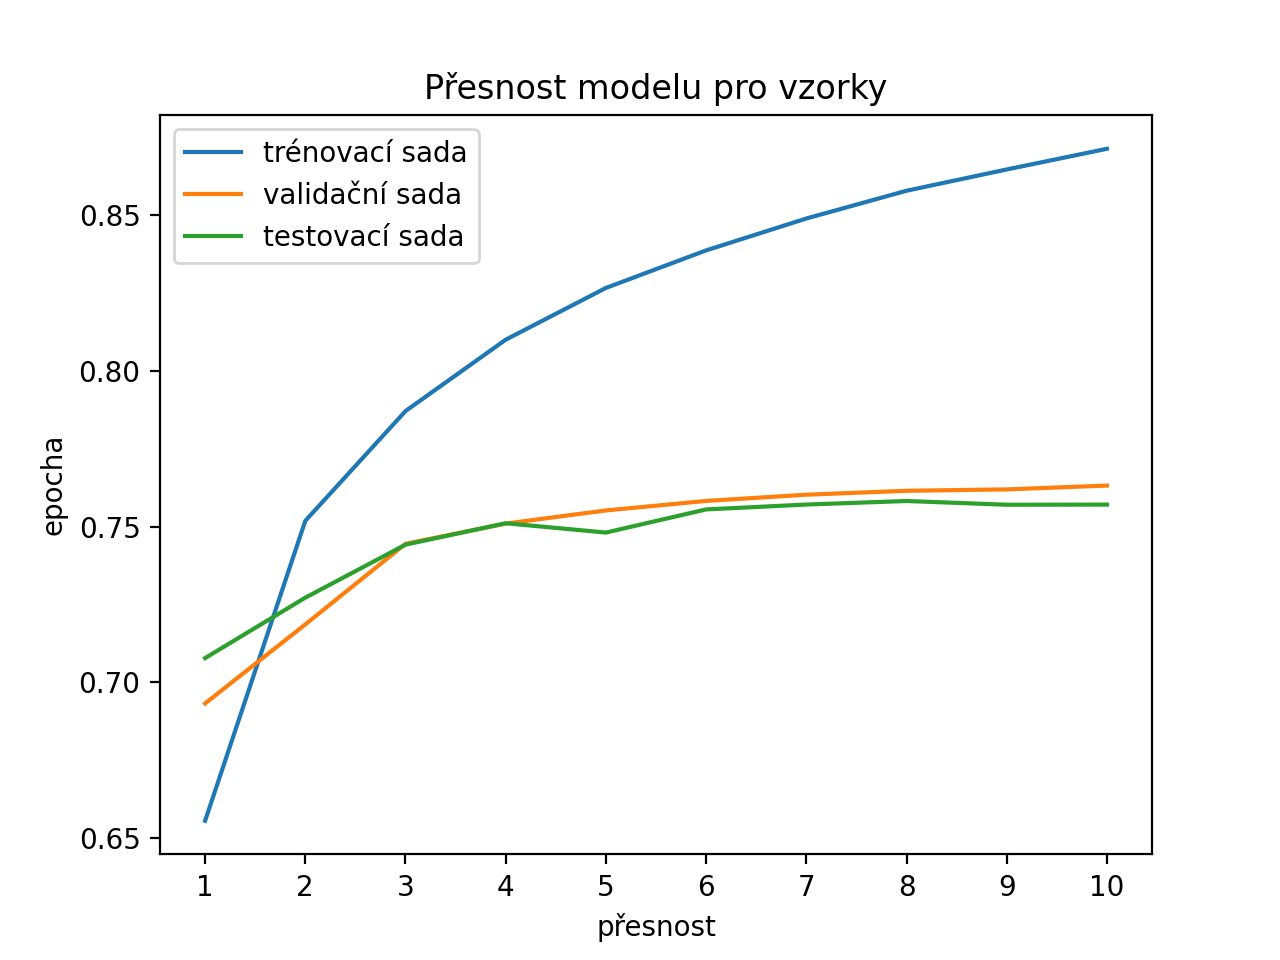 Přesnost modelu pro vzorky
trénovací sada
validační sada
testovací sada
0.85
0.80
0.75
0.70
0.65
epocha
1 2 3 4 5 6 7 8 9 10
přesnost